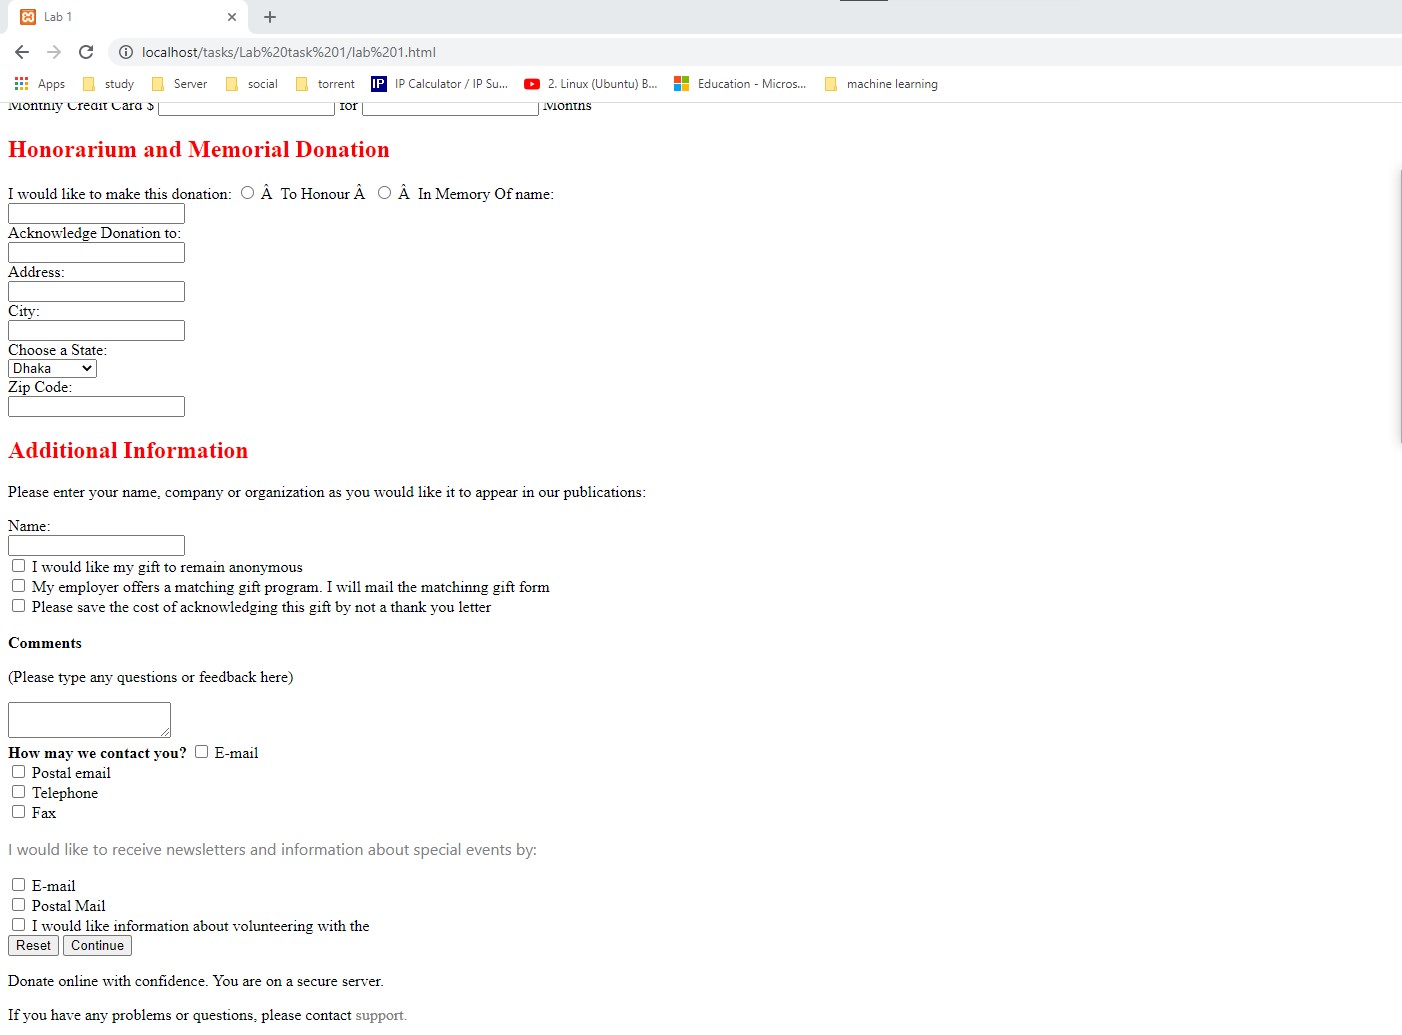 Lab 1
localhost/tasks/Lab%20task%201/lab%201.html
Apps study Server social torrent IP IP Calculator / IP Su... 2. Linux (Ubuntu) B... Education - Micros... machine learning
Monthly Credit Card $ for Months
Honorarium and Memorial Donation
I would like to make this donation: Â To Honour Â Â In Memory Of name:
Acknowledge Donation to:
Address:
City:
Choose a State:
Dhaka
Zip Code:
Additional Information
Please enter your name, company or organization as you would like it to appear in our publications:
Name:
I would like my gift to remain anonymous
My employer offers a matching gift program. I will mail the matchinng gift form
Please save the cost of acknowledging this gift by not a thank you letter
Comments
(Please type any questions or feedback here)
How may we contact you? E-mail
Postal email
Telephone
Fax
I would like to receive newsletters and information about special events by:
E-mail
Postal Mail
I would like information about volunteering with the
Reset Continue
Donate online with confidence. You are on a secure server.
If you have any problems or questions, please contact support.